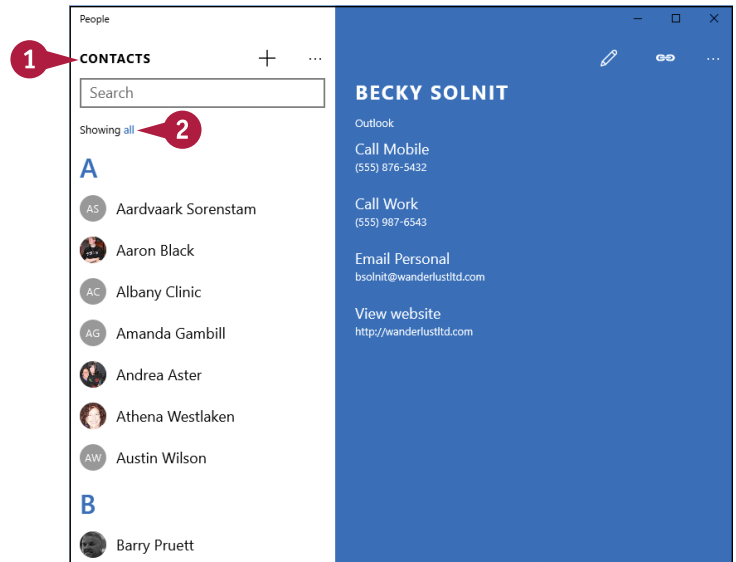 People
1
CONTACTS
Search
Showing all
2
A
AS
Aardvaark Sorenstam
Aaron Black
AC
Albany Clinic
AG
Amanda Gambill
Andrea Aster
Athena Westlaken
AW
Austin Wilson
B
Barry Pruett
BECKY SOLNIT
Outlook
Call Mobile
(555) 876-5432
Call Work
(555) 987-6543
Email Personal
bsolnit@wanderlustltd.com
View website
http://wanderlustltd.com